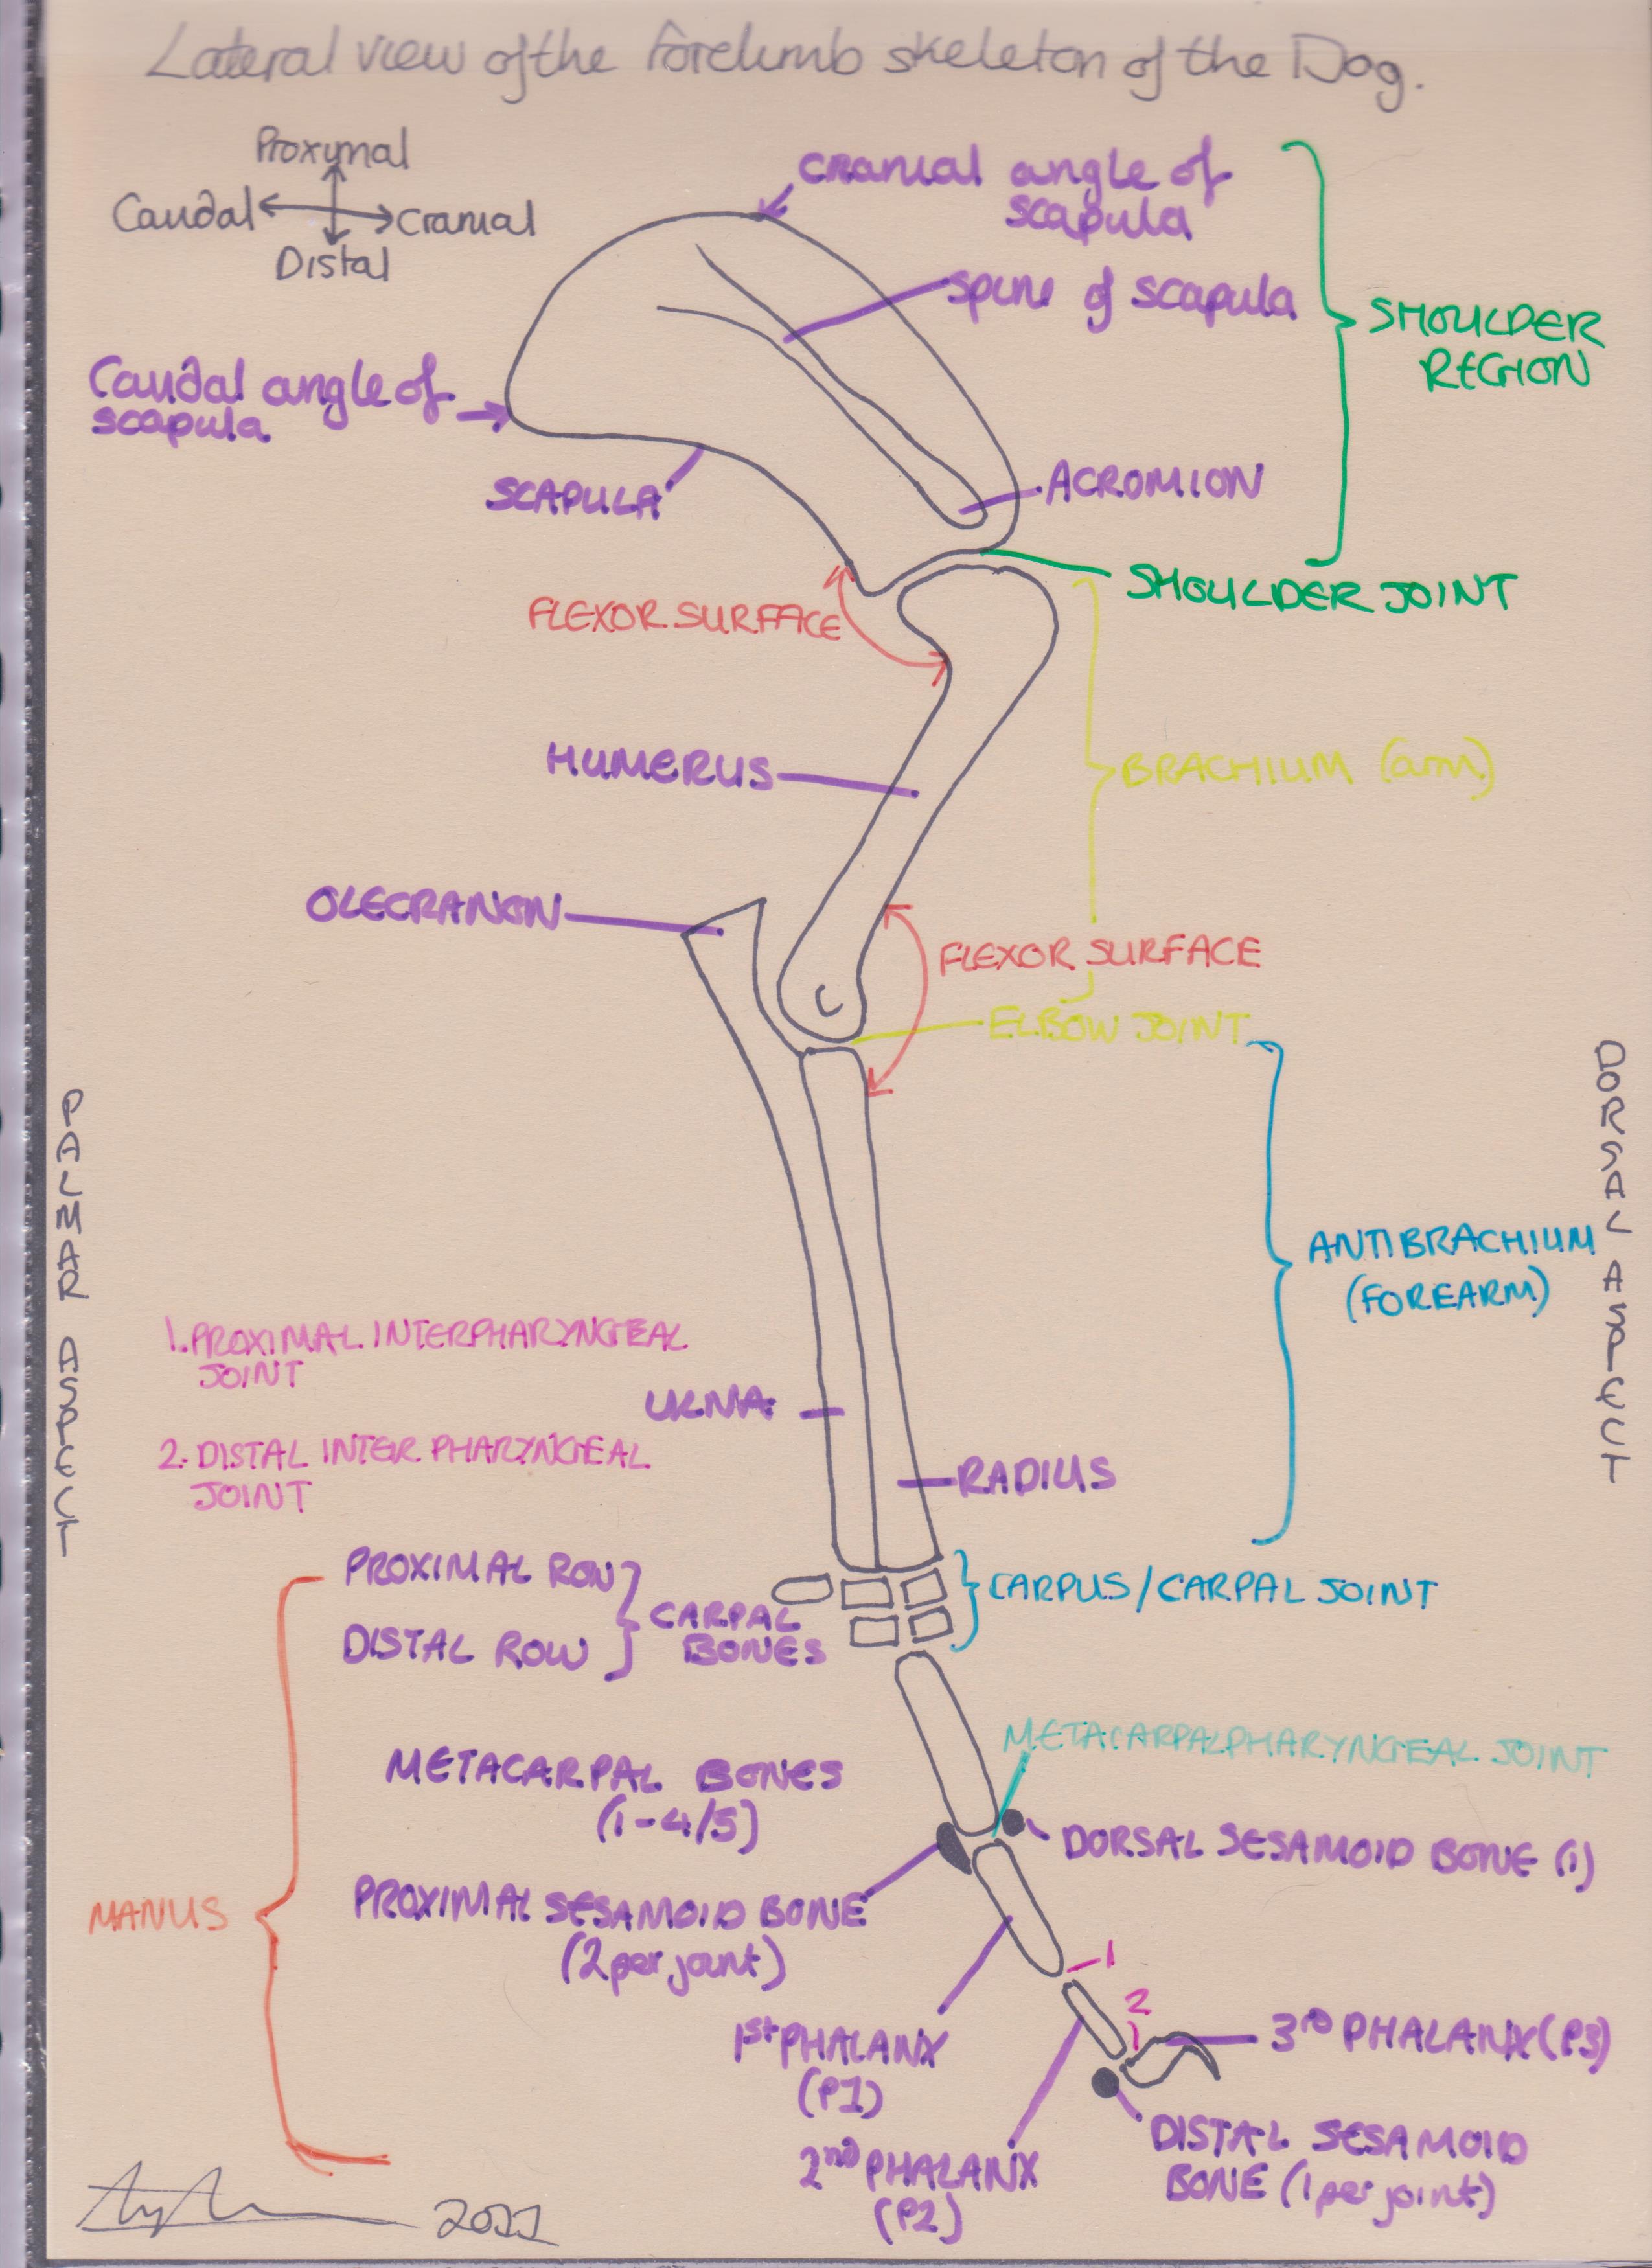 Lateral view of the forelimb skeleton of the Dog.
Proximal
Caudal
Cranial
Distal
Cranial angle of
scapula
spine of scapula
SHOULDER
REGION
Caudal angle of
scapula
SCAPULA
ACROMION
SHOULDER JOINT
FLEXOR SURFACE
HUMERUS
BRACHIUM (arm)
OLECRANON
FLEXOR SURFACE
ELBOW JOINT
PALMAR ASPECT
DORSAL ASPECT
ANTIBRACHIUM
(FOREARM)
1. PROXIMAL INTERPHARYNGEAL
JOINT
ULNA
2. DISTAL INTERPHARYNGEAL
JOINT
RADIUS
PROXIMAL ROW
DISTAL ROW
CARPAL
BONES
CARPUS/CARPAL JOINT
METACARPALPHARYNGEAL JOINT
METACARPAL BONES
(1-4/5)
DORSAL SESAMOID BONE (1)
PROXIMAL SESAMOID BONE
(2 per joint)
MANUS
1
2
1st PHALANX
(P1)
3rd PHALANX (P3)
2nd PHALANX
(P2)
DISTAL SESAMOID
BONE (1 per joint)